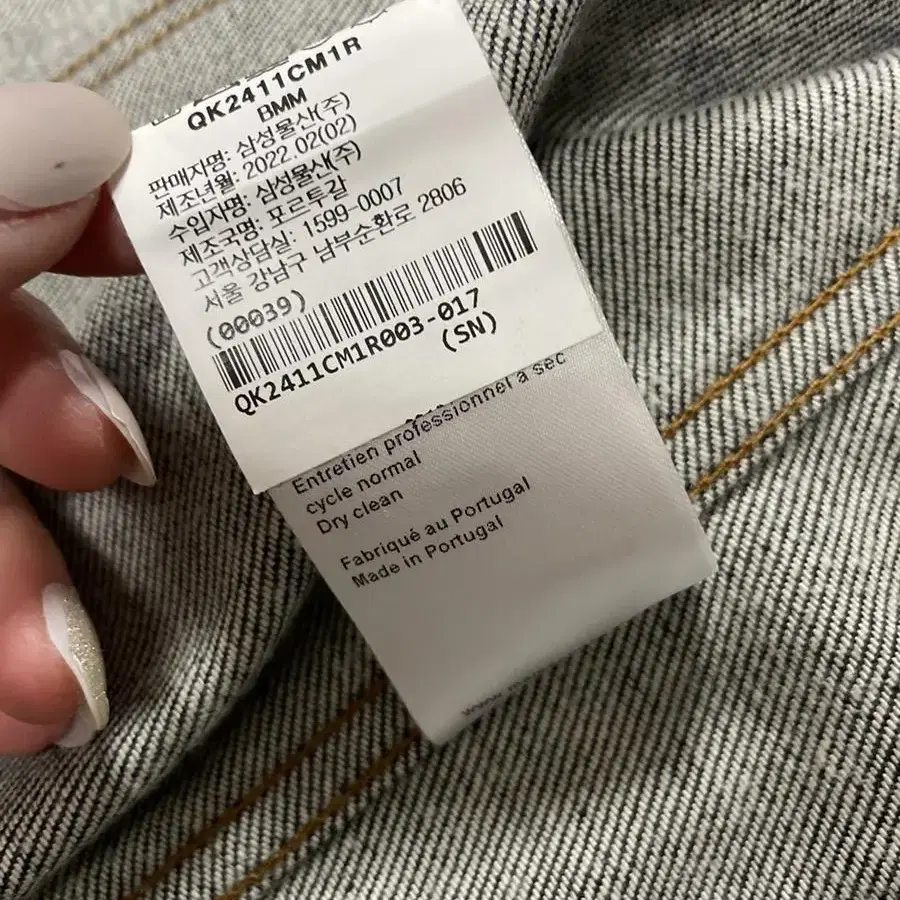 QK2411CM1R
BMM
판매자명: 삼성물산(주)
제조년월: 2022.02(02)
수입자명: 삼성물산(주)
제조국명: 포르투갈
고객상담실: 1599-0007
서울 강남구 남부순환로 2806
(00039)
QK2411CM1R003-017
(SN)
Entretien professionnel à sec
cycle normal
Dry clean
Fabriqué au Portugal
Made in Portugal